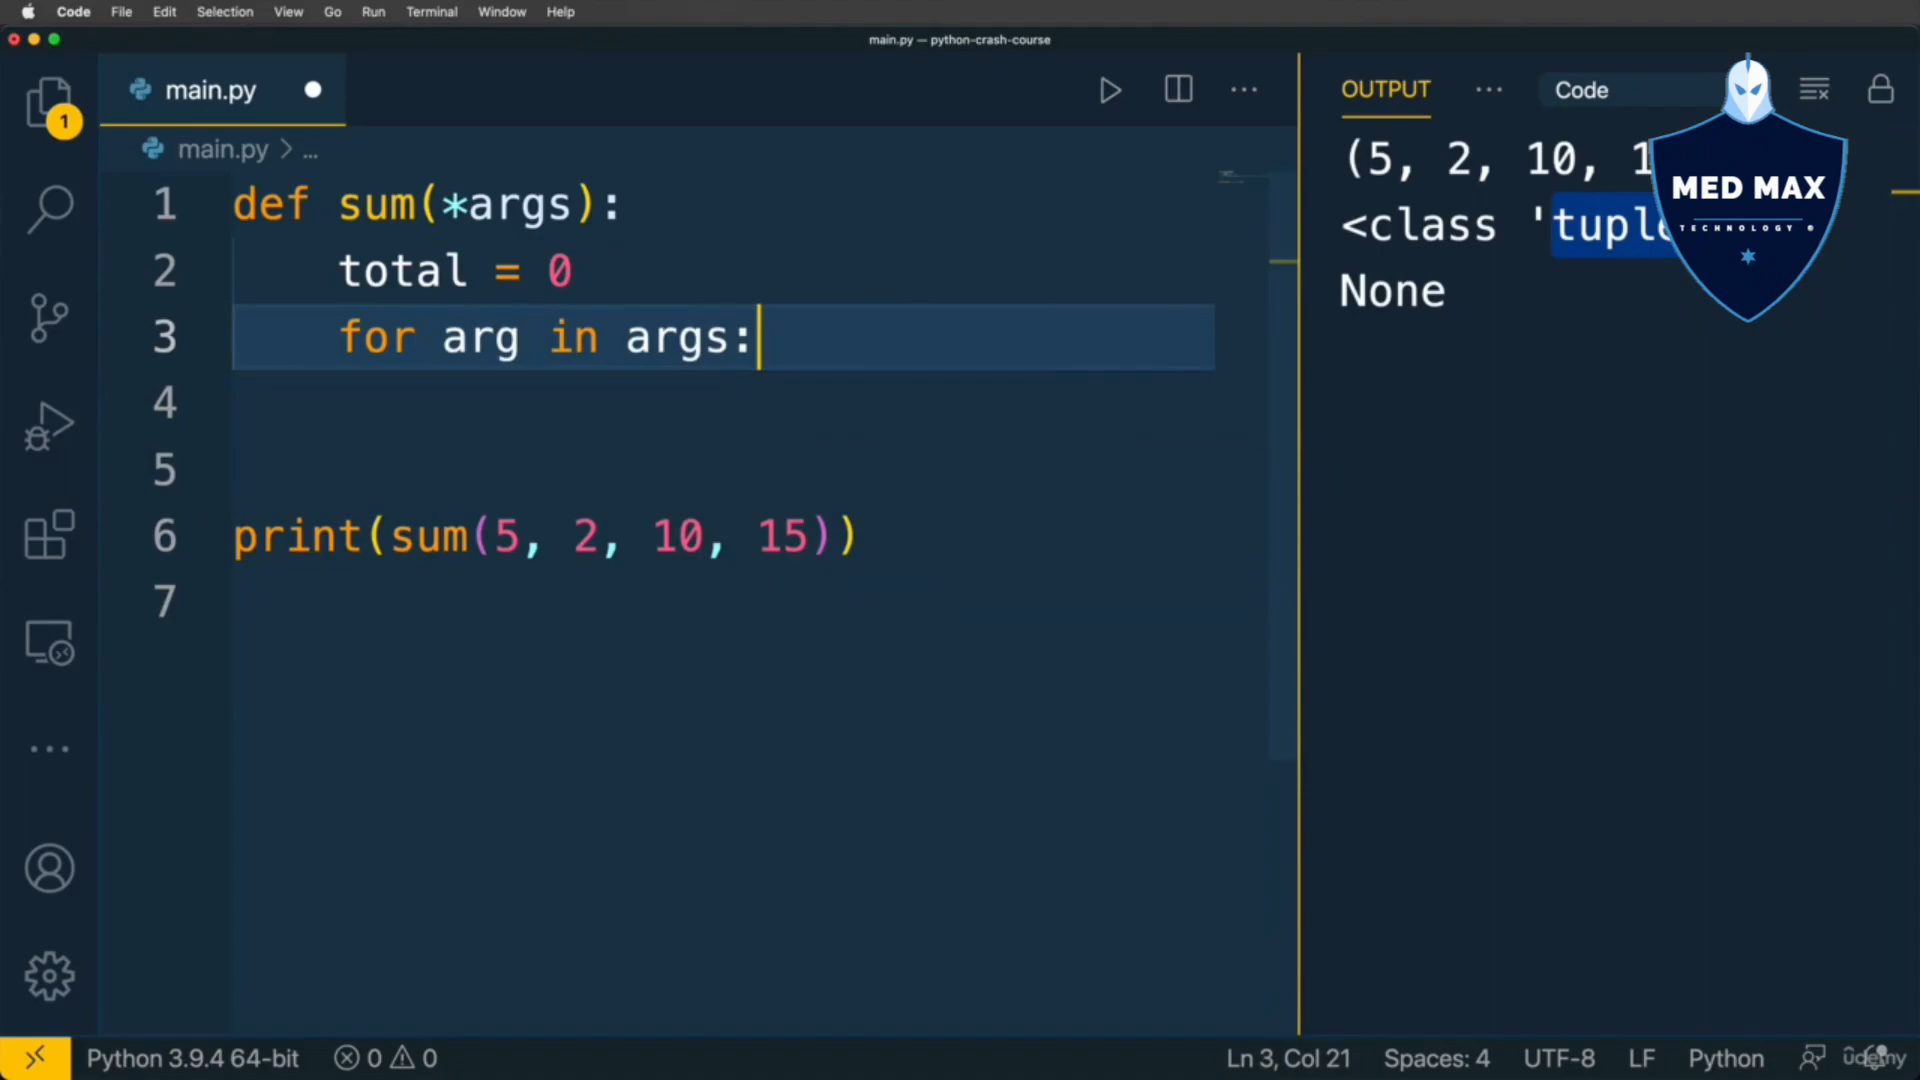 Code File Edit Selection View Go Run Terminal Window Help
main.py — python-crash-course
main.py
1
main.py > ...
1 def sum(*args):
2     total = 0
3     for arg in args:
4
5
6 print(sum(5, 2, 10, 15))
7
OUTPUT ... Code
(5, 2, 10, 1
<class 'tuple
None
MED MAX
TECHNOLOGY ®
Python 3.9.4 64-bit 0 0 Ln 3, Col 21 Spaces: 4 UTF-8 LF Python
udemy